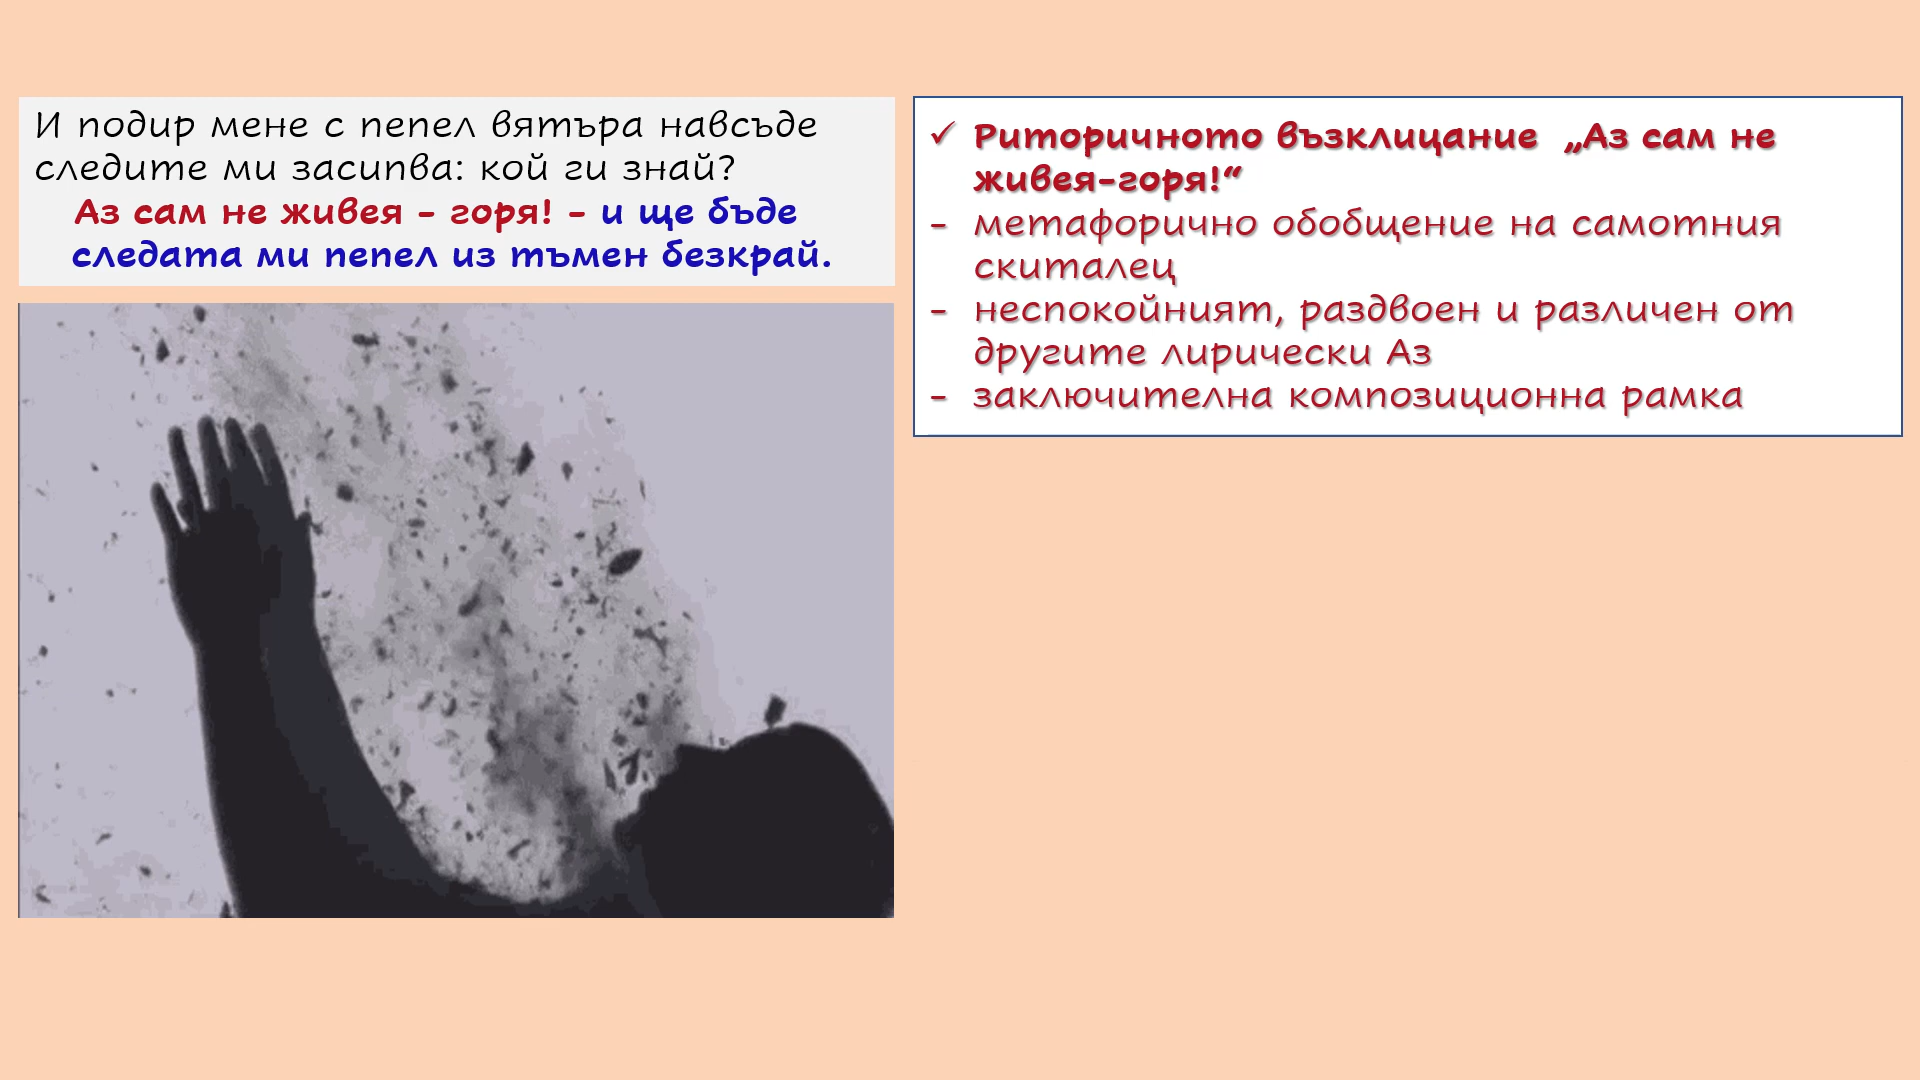 И подир мене с пепел вятъра навсъде
следите ми засипва: кой ги знай?
Аз сам не живея - горя! - и ще бъде
следата ми пепел из тъмен безкрай.
✓ Риторичното възклицание „Аз сам не
живея-горя!“
- метафорично обобщение на самотния
скиталец
- неспокойният, раздвоен и различен от
другите лирически Аз
- заключителна композиционна рамка